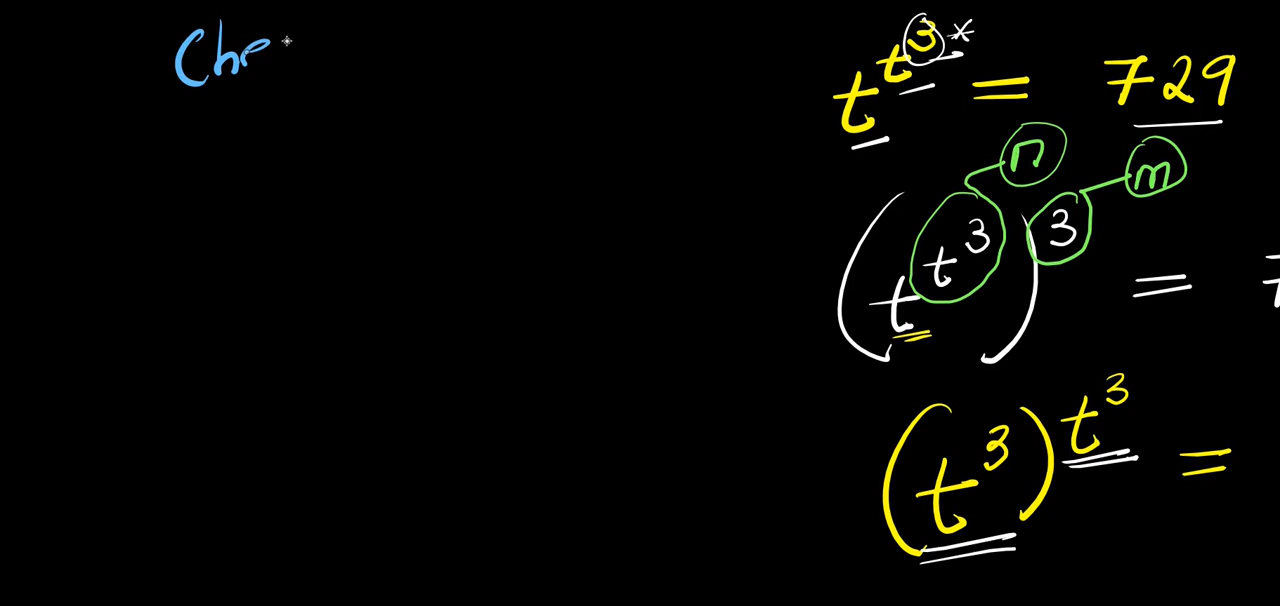 Che
t^{t^{3}} * = 729
n m
(t^{t^{3}})^{3} =
(t^{3})^{t^{3}} =